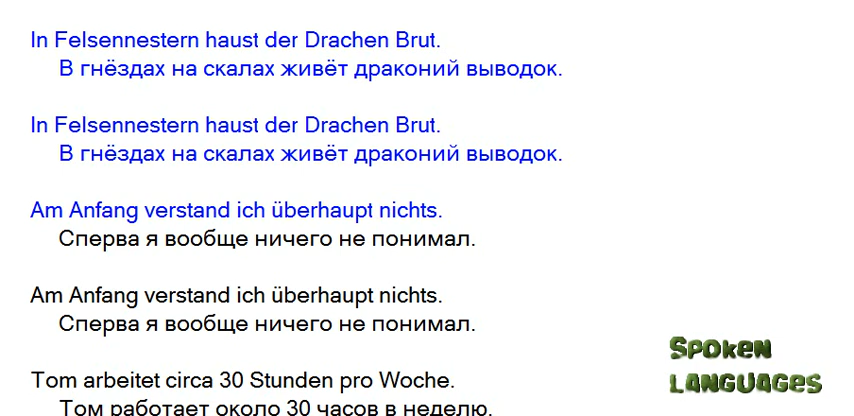 In Felsennestern haust der Drachen Brut.
В гнёздах на скалах живёт драконий выводок.
In Felsennestern haust der Drachen Brut.
В гнёздах на скалах живёт драконий выводок.
Am Anfang verstand ich überhaupt nichts.
Сперва я вообще ничего не понимал.
Am Anfang verstand ich überhaupt nichts.
Сперва я вообще ничего не понимал.
Tom arbeitet circa 30 Stunden pro Woche.
Том работает около 30 часов в неделю.
Spoken
Languages